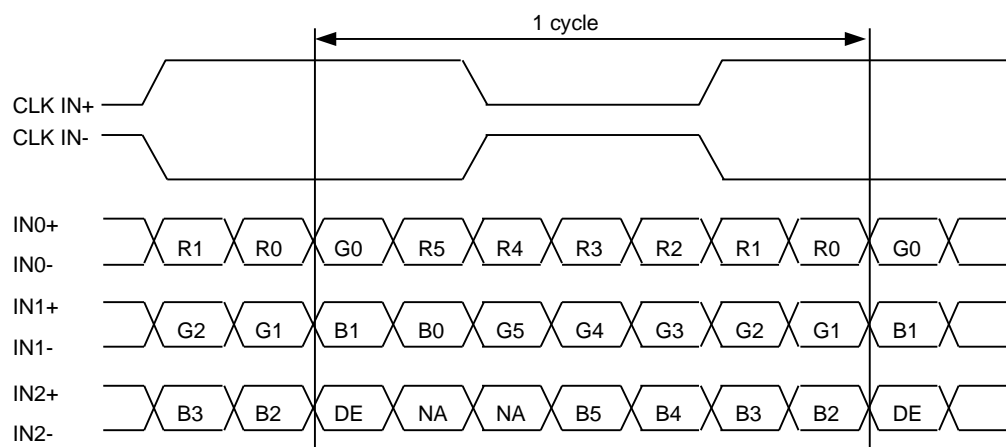 1 cycle
CLK IN+
CLK IN-
IN0+
R1 R0 G0 R5 R4 R3 R2 R1 R0 G0
IN0-
IN1+
G2 G1 B1 B0 G5 G4 G3 G2 G1 B1
IN1-
IN2+
B3 B2 DE NA NA B5 B4 B3 B2 DE
IN2-